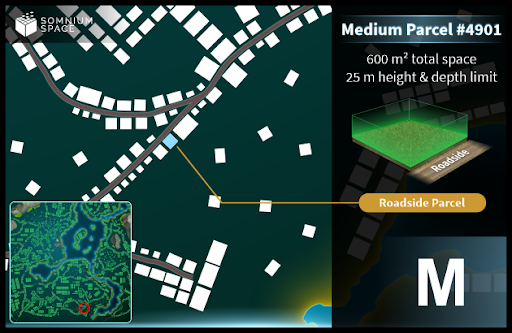 SOMNIUM
SPACE
Medium Parcel #4901
600 m² total space
25 m height & depth limit
Roadside
Roadside Parcel
M